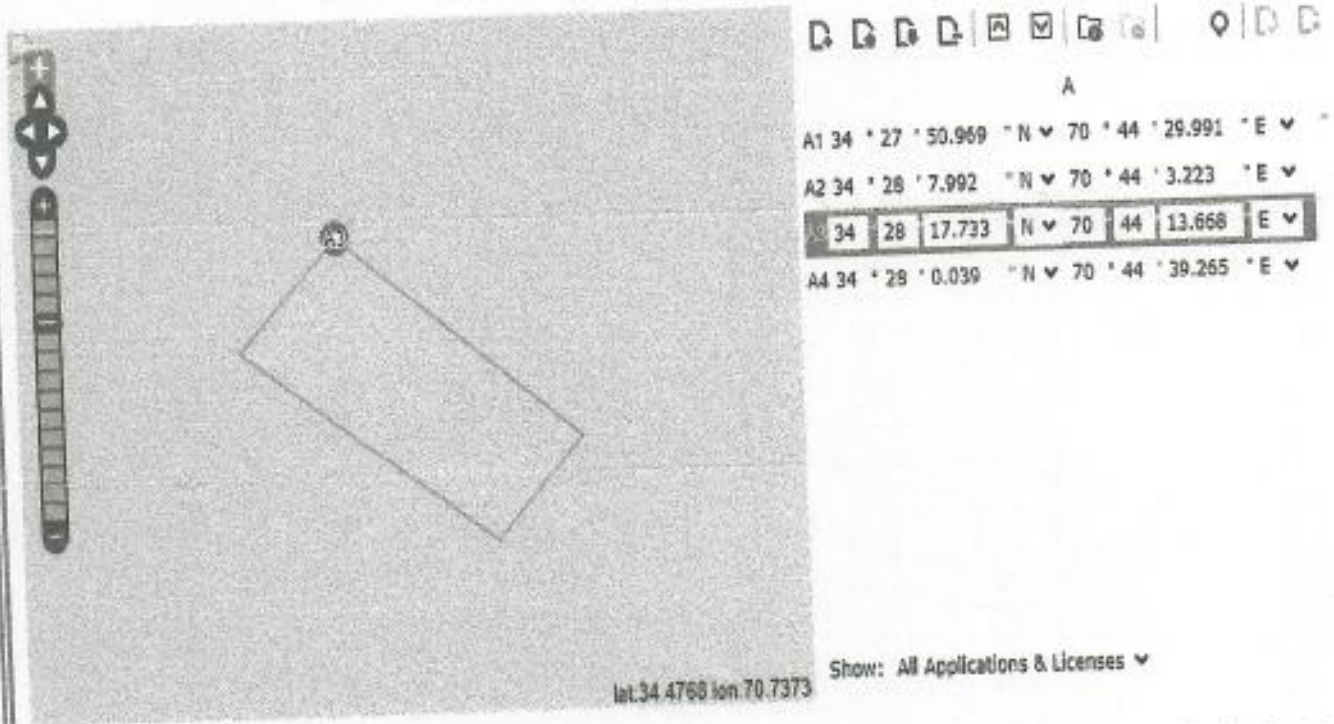 A
A1 34 ° 27 ' 50.969 " N 70 ° 44 ' 29.991 " E
A2 34 ° 28 ' 7.992 " N 70 ° 44 ' 3.223 " E
34 28 17.733 N 70 44 13.668 E
A4 34 ° 28 ' 0.039 " N 70 ° 44 ' 39.265 " E
A3
Show: All Applications & Licenses
lat.34.4768 lon.70.7373